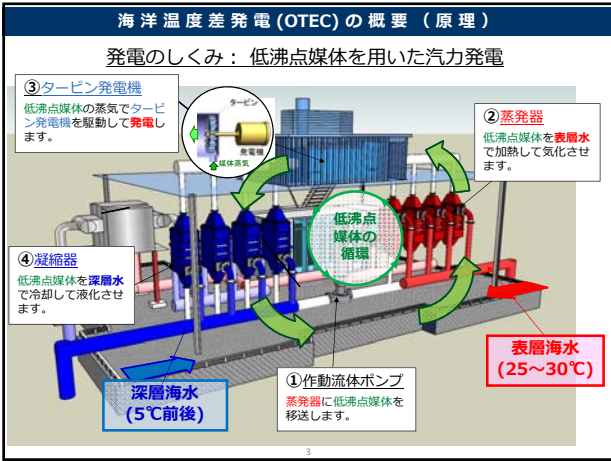 海洋温度差発電(OTEC)の概要（原理）
発電のしくみ： 低沸点媒体を用いた汽力発電
③タービン発電機
低沸点媒体の蒸気でタービ
ン発電機を駆動して発電し
ます。
タービン
発電機
媒体蒸気
②蒸発器
低沸点媒体を表層水
で加熱して気化させ
ます。
低沸点
媒体の
循環
④凝縮器
低沸点媒体を深層水
で冷却して液化させ
ます。
深層海水
(5℃前後)
①作動流体ポンプ
蒸発器に低沸点媒体を
移送します。
表層海水
(25～30℃)
3